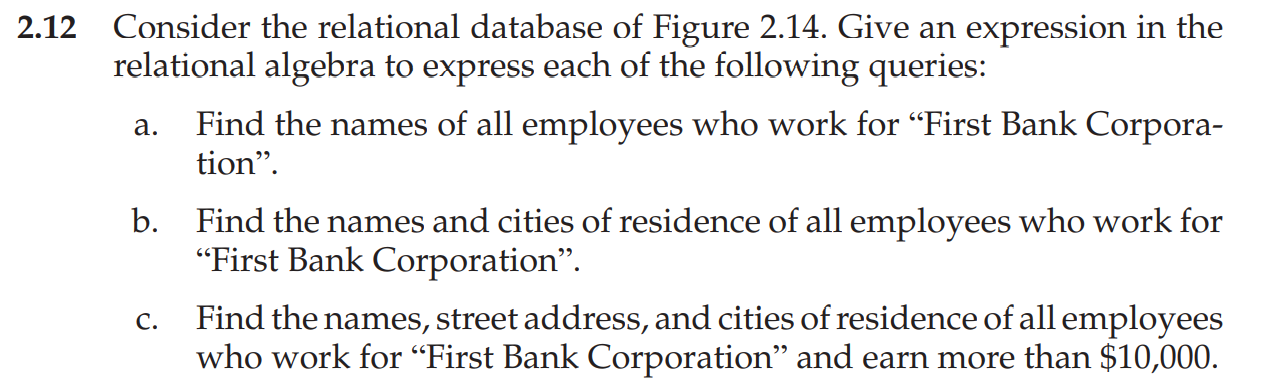 2.12 Consider the relational database of Figure 2.14. Give an expression in the
relational algebra to express each of the following queries:
a. Find the names of all employees who work for “First Bank Corpora-
tion”.
b. Find the names and cities of residence of all employees who work for
“First Bank Corporation”.
c. Find the names, street address, and cities of residence of all employees
who work for “First Bank Corporation” and earn more than $10,000.